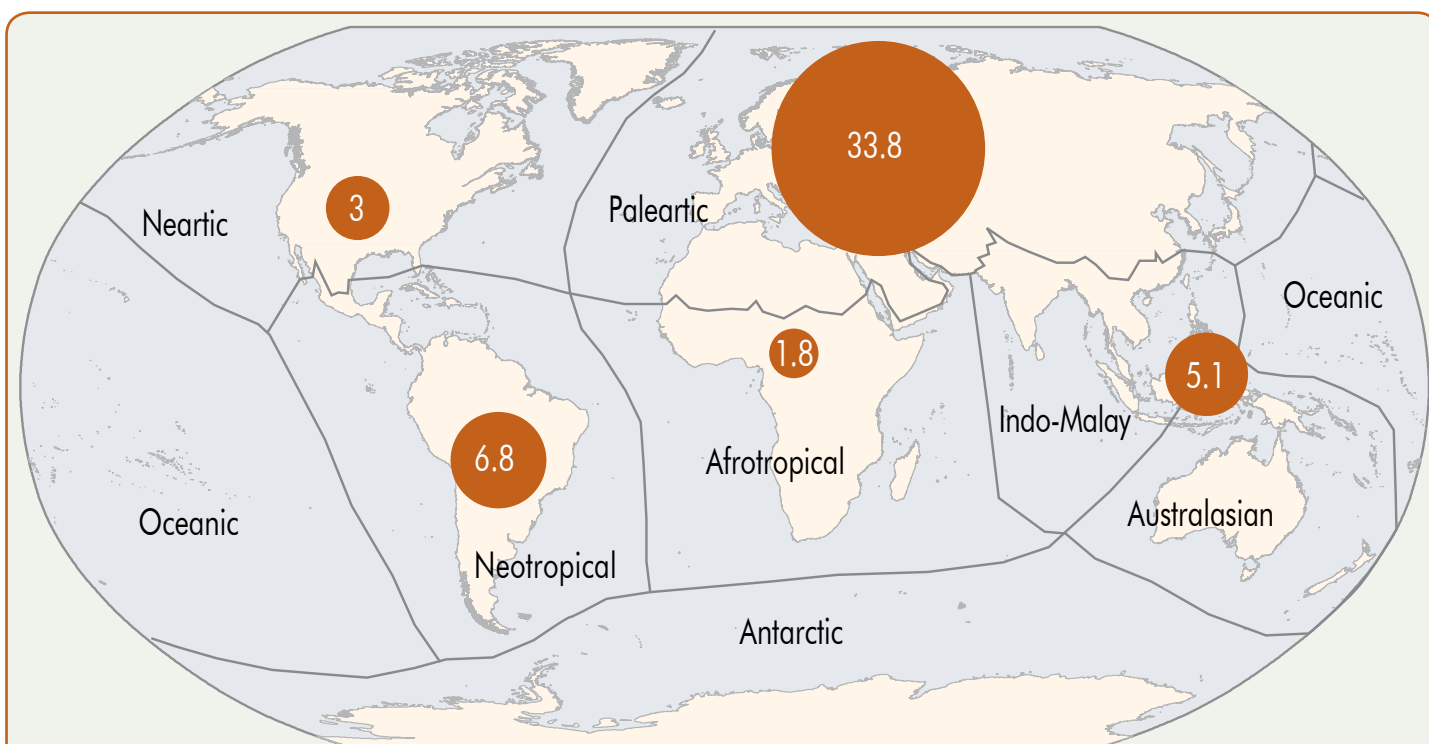 33.8
3
Neartic
Paleartic
Oceanic
1.8
5.1
Indo-Malay
6.8
Afrotropical
Oceanic
Australasian
Neotropical
Antarctic